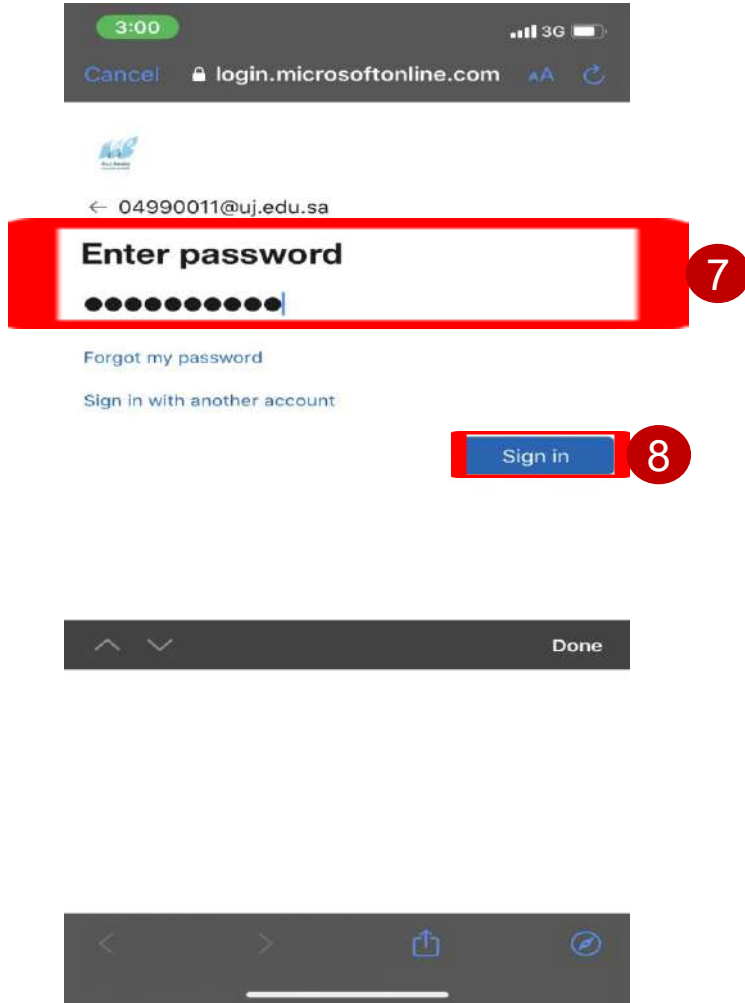 3:00 3G
Cancel login.microsoftonline.com AA
← 04990011@uj.edu.sa
Enter password
●●●●●●●●●●
7
Forgot my password
Sign in with another account
Sign in
8
Done